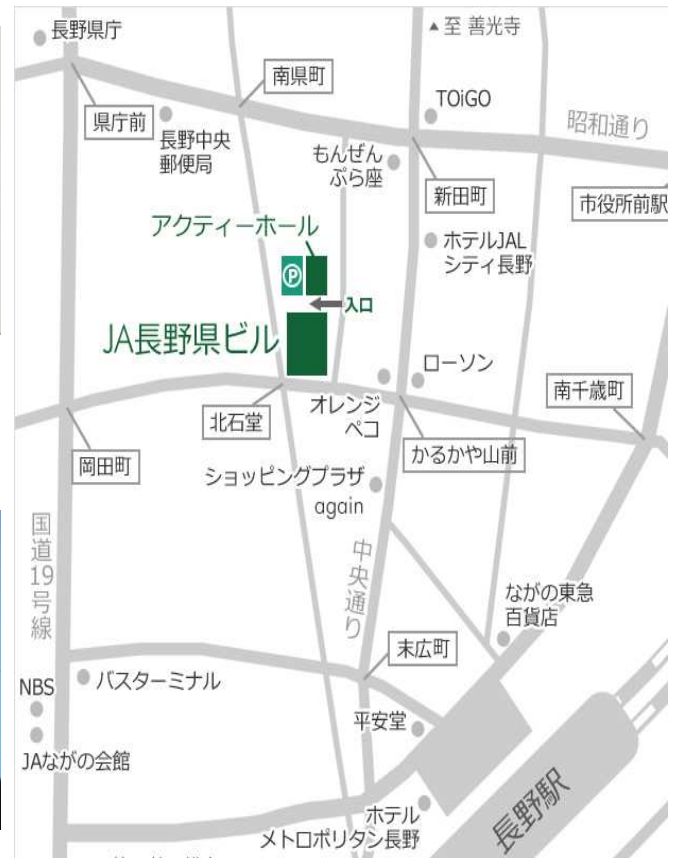 長野県庁
▲至 善光寺
南県町
TOiGO
県庁前
長野中央
郵便局
昭和通り
もんぜん
ぷら座
新田町
市役所前駅
アクティーホール
ホテルJAL
シティ長野
P
入口
JA長野県ビル
ローソン
南千歳町
北石堂
オレンジ
ペコ
かるかや山前
岡田町
ショッピングプラザ
again
国道19号線
中央通り
ながの東急
百貨店
末広町
NBS
バスターミナル
平安堂
JAながの会館
長野駅
ホテル
メトロポリタン長野